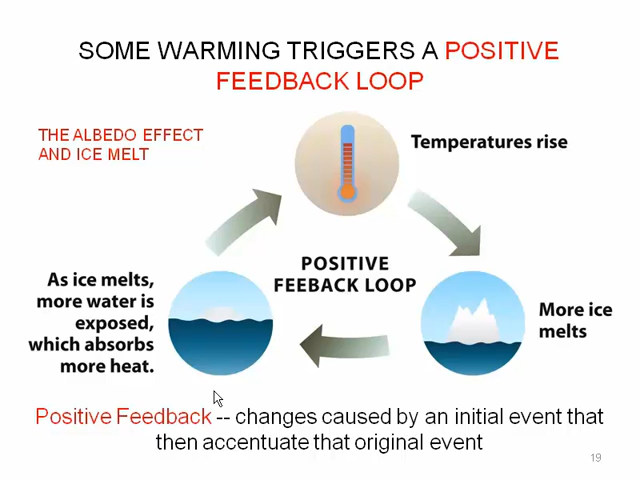 SOME WARMING TRIGGERS A POSITIVE
FEEDBACK LOOP
THE ALBEDO EFFECT
AND ICE MELT
Temperatures rise
POSITIVE
FEEBACK LOOP
As ice melts,
more water is
exposed,
which absorbs
more heat.
More ice
melts
Positive Feedback -- changes caused by an initial event that
then accentuate that original event
19